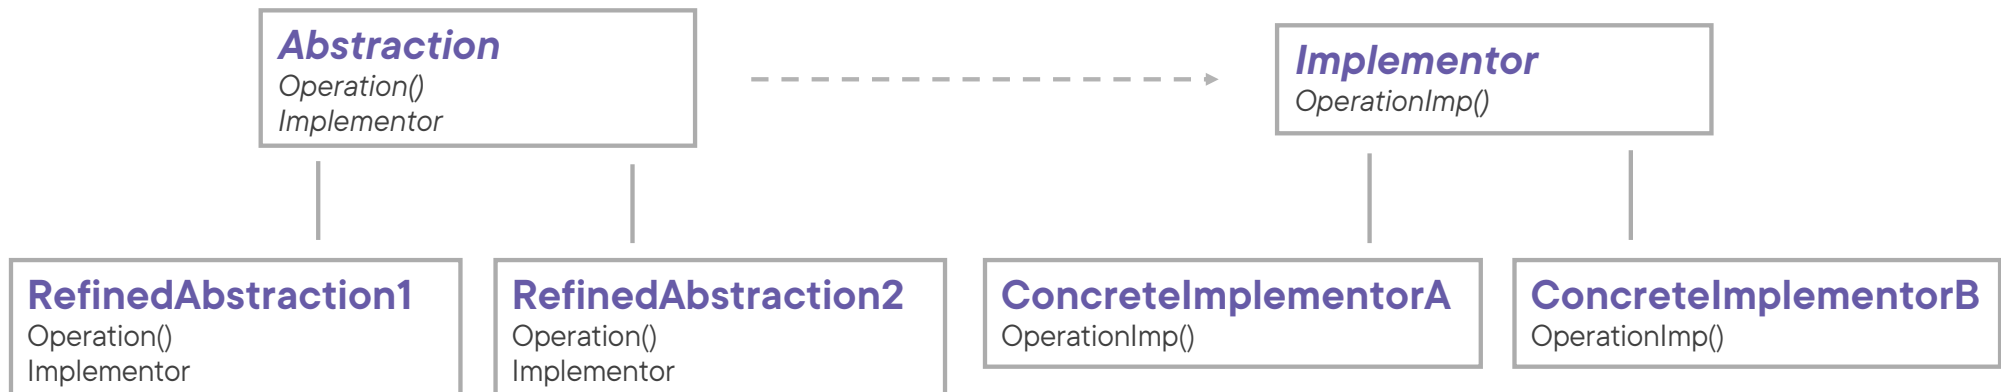 Abstraction
Operation()
Implementor
Implementor
OperationImp()
RefinedAbstraction1
Operation()
Implementor
RefinedAbstraction2
Operation()
Implementor
ConcreteImplementorA
OperationImp()
ConcreteImplementorB
OperationImp()